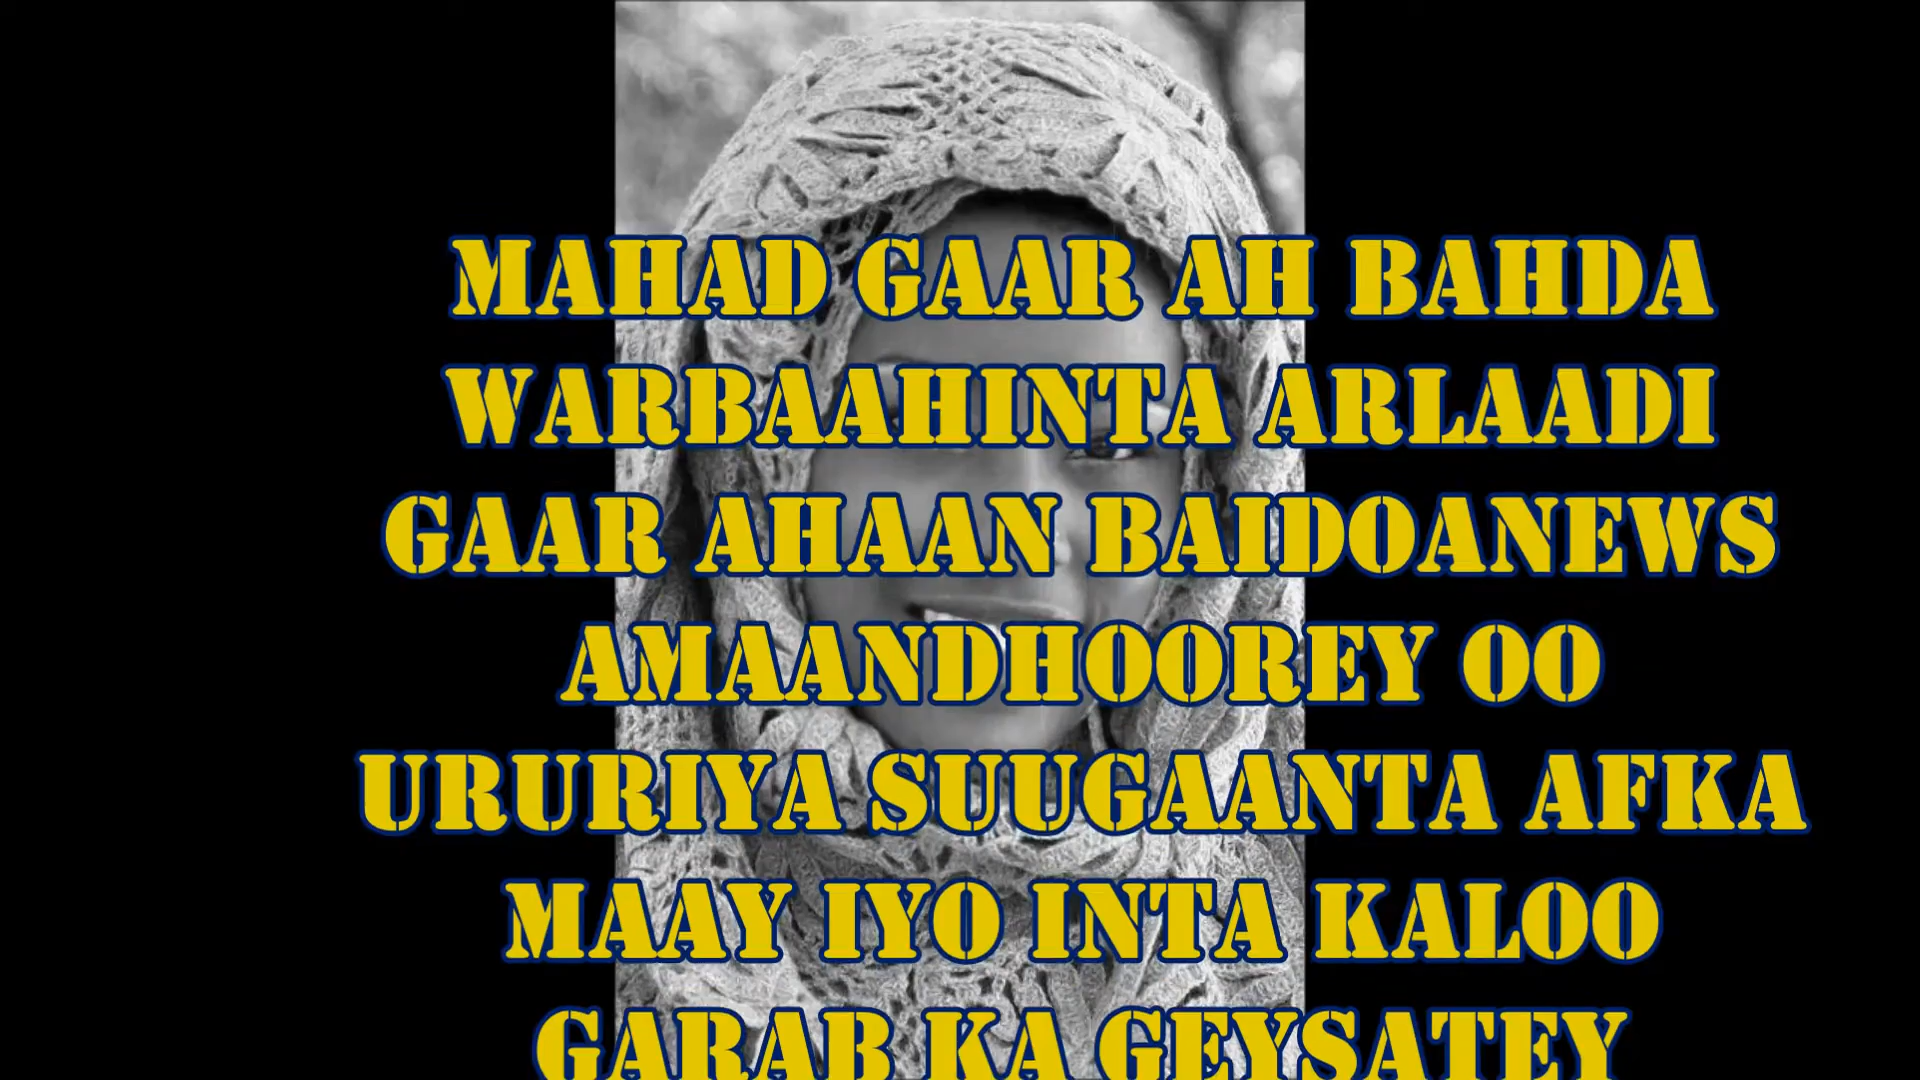 MAHAD GAAR AH BAHDA
WARBAAHINTA ARLAADI
GAAR AHAAN BAIDOANEWS
AMAANDHOOREY OO
URURIYA SUUGAANTA AFKA
MAAY IYO INTA KALOO
GARAB KA GEYSATEY